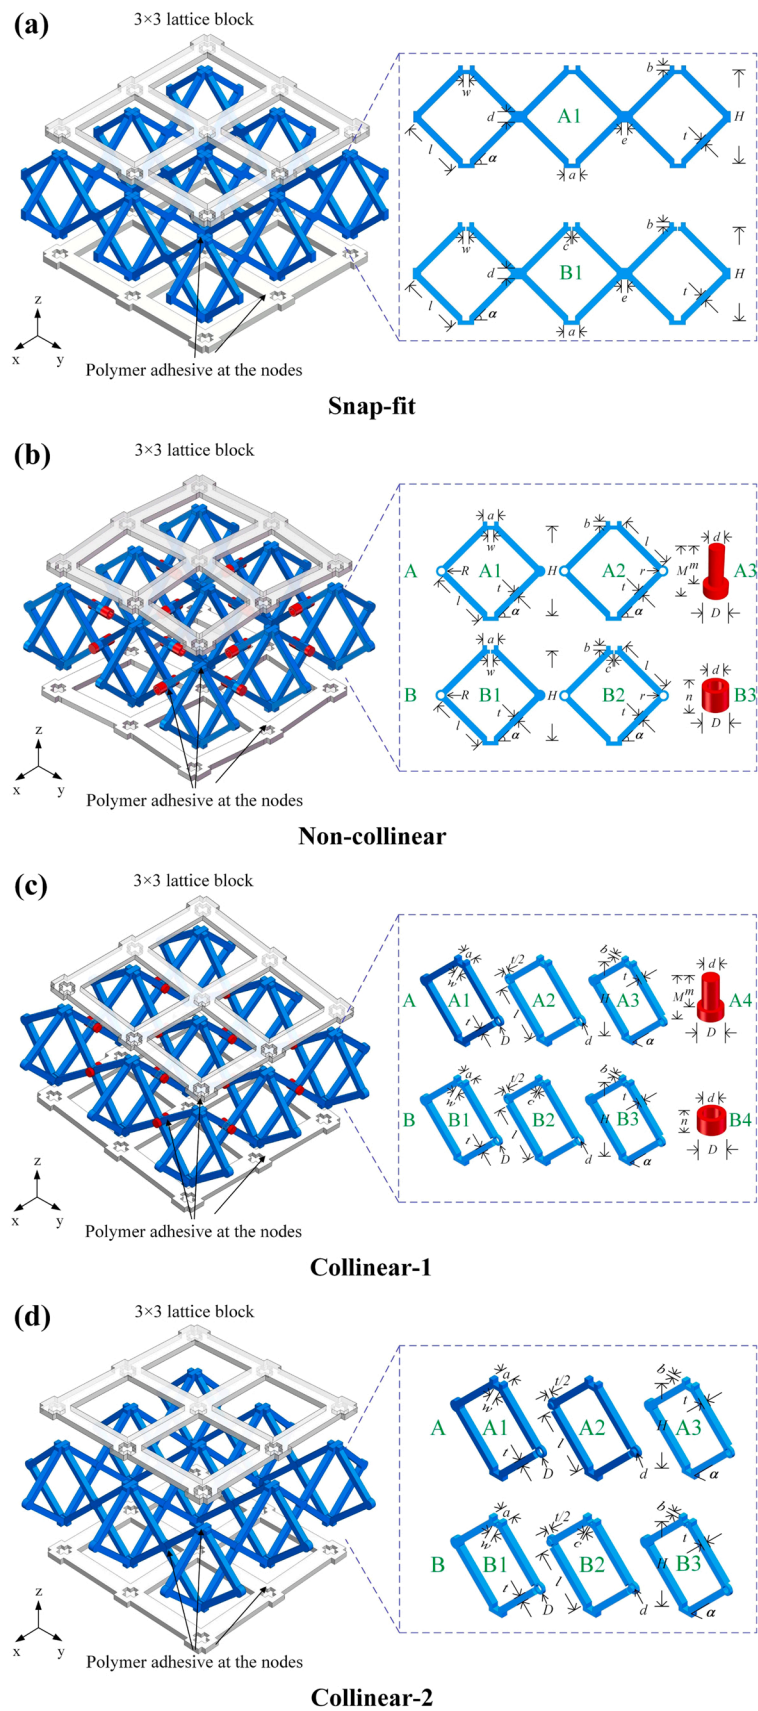 (a)
3×3 lattice block
b
w
d
A1
e
t
H
l
α
a
b
w
c
d
B1
e
t
H
l
α
a
z
x
y
Polymer adhesive at the nodes
Snap-fit
(b)
3×3 lattice block
a
b
l
d
w
A
R
A1
H
A2
r
t
M
m
A3
l
t
α
α
D
a
b
l
w
c
d
B
R
B1
H
B2
r
n
B3
t
t
D
l
α
α
z
x
y
Polymer adhesive at the nodes
Non-collinear
(c)
3×3 lattice block
a
t/2
b
d
w
t
A
A1
A2
H
A3
M
m
A4
l
t
D
d
α
D
a
t/2
b
w
c
t
d
B
B1
B2
H
B3
n
B4
l
t
D
d
α
D
z
x
y
Polymer adhesive at the nodes
Collinear-1
(d)
3×3 lattice block
a
t/2
b
w
t
A
A1
A2
H
A3
l
t
D
d
α
a
t/2
b
w
c
t
B
B1
B2
H
B3
l
t
D
d
α
z
x
y
Polymer adhesive at the nodes
Collinear-2